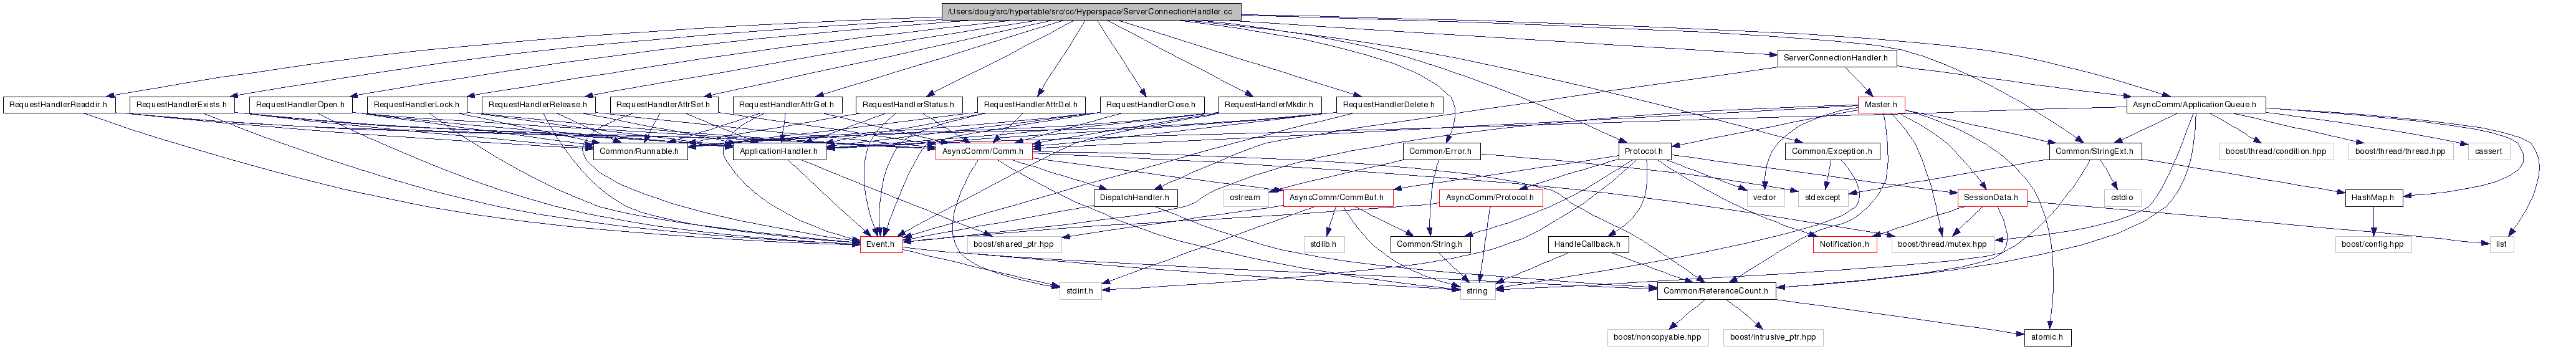 /Users/doug/src/hypertable/src/cc/Hyperspace/ServerConnectionHandler.cc
ServerConnectionHandler.h
RequestHandlerReaddir.h
RequestHandlerExists.h
RequestHandlerOpen.h
RequestHandlerLock.h
RequestHandlerRelease.h
RequestHandlerAttrSet.h
RequestHandlerAttrGet.h
RequestHandlerStatus.h
RequestHandlerAttrDel.h
RequestHandlerClose.h
RequestHandlerMkdir.h
RequestHandlerDelete.h
Master.h
AsyncComm/ApplicationQueue.h
Common/Runnable.h
ApplicationHandler.h
AsyncComm/Comm.h
Common/Error.h
Protocol.h
Common/Exception.h
Common/StringExt.h
boost/thread/condition.hpp
boost/thread/thread.hpp
cassert
DispatchHandler.h
ostream
AsyncComm/CommBuf.h
AsyncComm/Protocol.h
vector
stdexcept
SessionData.h
cstdio
HashMap.h
Event.h
boost/shared_ptr.hpp
stdlib.h
Common/String.h
HandleCallback.h
Notification.h
boost/thread/mutex.hpp
boost/config.hpp
list
stdint.h
string
Common/ReferenceCount.h
boost/noncopyable.hpp
boost/intrusive_ptr.hpp
atomic.h